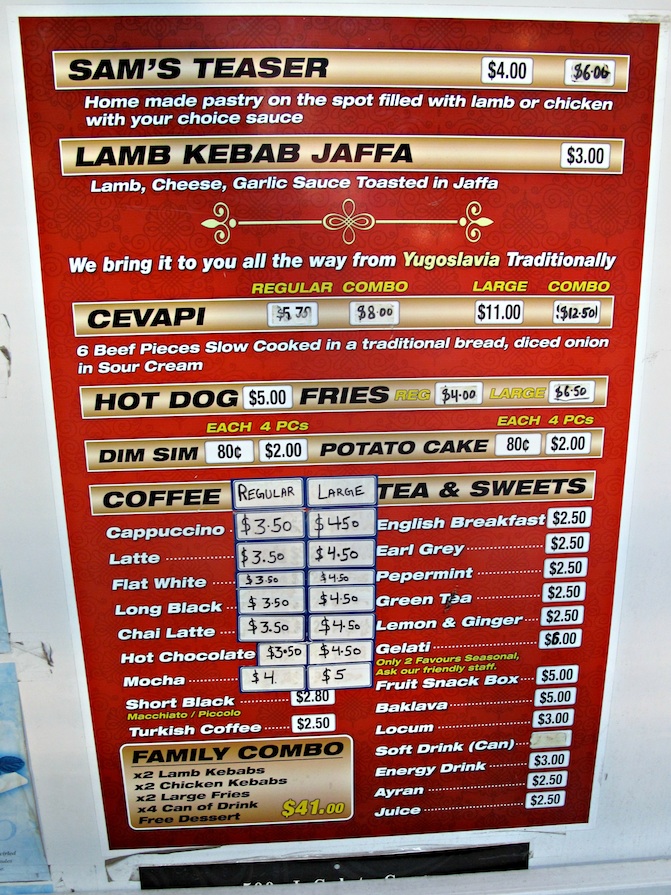 SAM'S TEASER $4.00 $6.00
Home made pastry on the spot filled with lamb or chicken
with your choice sauce
LAMB KEBAB JAFFA $3.00
Lamb, Cheese, Garlic Sauce Toasted in Jaffa
We bring it to you all the way from Yugoslavia Traditionally
REGULAR COMBO LARGE COMBO
CEVAPI $8.00 $11.00 $12.50
6 Beef Pieces Slow Cooked in a traditional bread, diced onion
in Sour Cream
HOT DOG $5.00 FRIES REG $4.00 LARGE $6.50
EACH 4 PCs EACH 4 PCs
DIM SIM 80¢ $2.00 POTATO CAKE 80¢ $2.00
COFFEE REGULAR LARGE
Cappuccino $3.50 $4.50
Latte $3.50 $4.50
Flat White $3.50 $4.50
Long Black $3.50 $4.50
Chai Latte $3.50 $4.50
Hot Chocolate $3.50 $4.50
Mocha $4. $5
Short Black $2.80
Macchiato / Piccolo
Turkish Coffee $2.50
FAMILY COMBO
x2 Lamb Kebabs
x2 Chicken Kebabs
x2 Large Fries
x4 Can of Drink
Free Dessert $41.00
TEA & SWEETS
English Breakfast $2.50
Earl Grey $2.50
Pepermint $2.50
Green Tea $2.50
Lemon & Ginger $2.50
Gelati $6.00
Only 2 Favours Seasonal,
Ask our friendly staff.
Fruit Snack Box $5.00
Baklava $5.00
Locum $3.00
Soft Drink (Can)
Energy Drink $3.00
Ayran $2.50
Juice $2.50